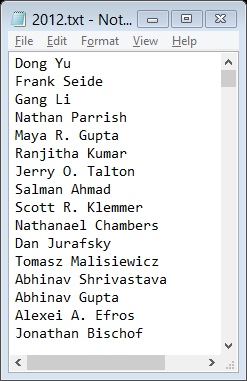 2012.txt - Not...
File Edit Format View Help
Dong Yu
Frank Seide
Gang Li
Nathan Parrish
Maya R. Gupta
Ranjitha Kumar
Jerry O. Talton
Salman Ahmad
Scott R. Klemmer
Nathanael Chambers
Dan Jurafsky
Tomasz Malisiewicz
Abhinav Shrivastava
Abhinav Gupta
Alexei A. Efros
Jonathan Bischof